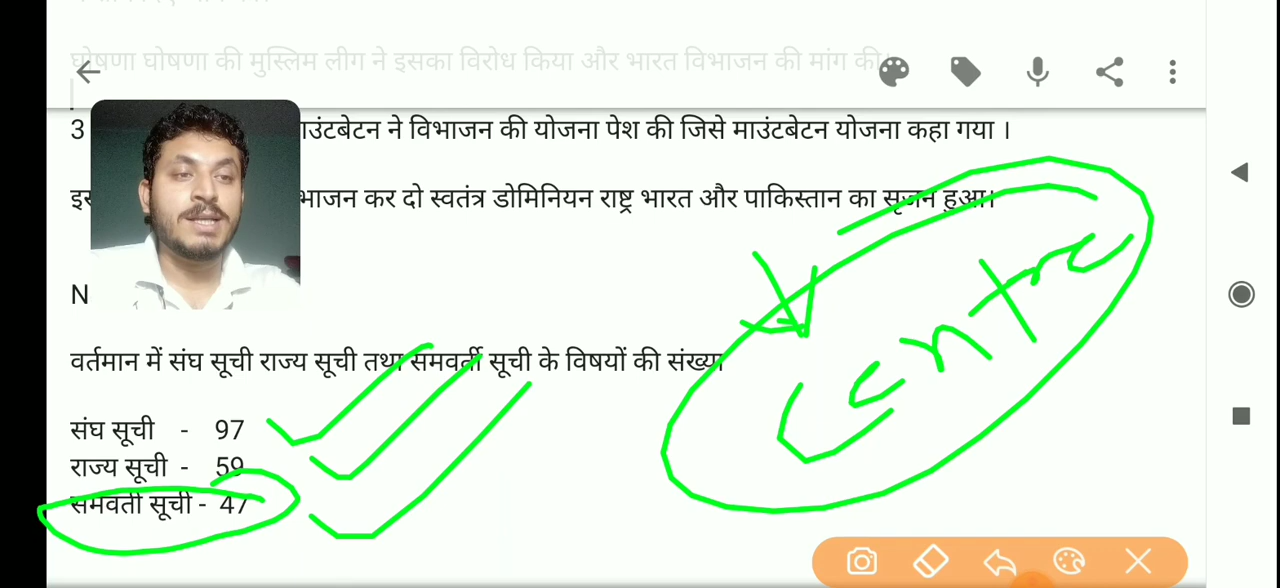 घोषणा घोषणा की मुस्लिम लीग ने इसका विरोध किया और भारत विभाजन की मांग की।
3 माउंटबेटन ने विभाजन की योजना पेश की जिसे माउंटबेटन योजना कहा गया ।
भाजन कर दो स्वतंत्र डोमिनियन राष्ट्र भारत और पाकिस्तान का सृजन हुआ।
N
वर्तमान में संघ सूची राज्य सूची तथा समवर्ती सूची के विषयों की संख्या
संघ सूची - 97
राज्य सूची - 59
समवर्ती सूची - 47
Centre